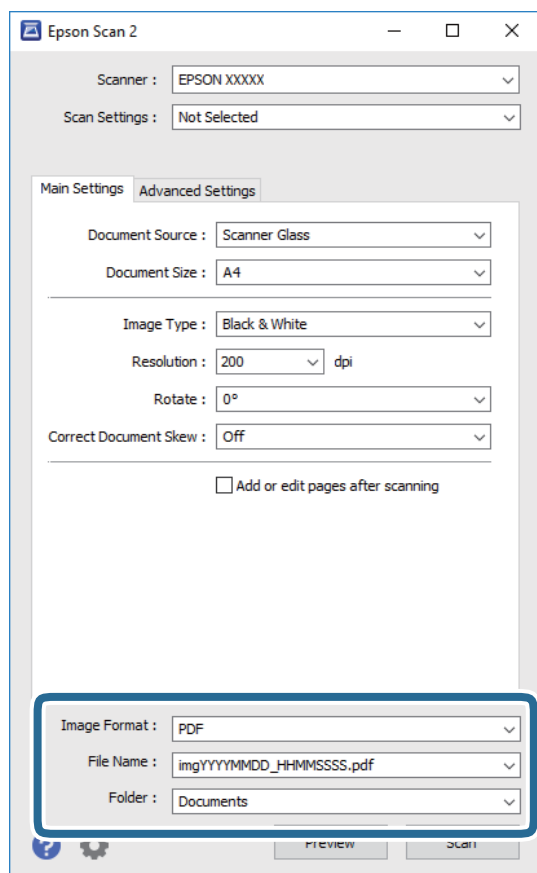 Epson Scan 2
Scanner : EPSON XXXXX
Scan Settings : Not Selected
Main Settings Advanced Settings
Document Source : Scanner Glass
Document Size : A4
Image Type : Black & White
Resolution : 200 dpi
Rotate : 0°
Correct Document Skew : Off
Add or edit pages after scanning
Image Format : PDF
File Name : imgYYYYMMDD_HHMMSSSS.pdf
Folder : Documents
? Preview Scan